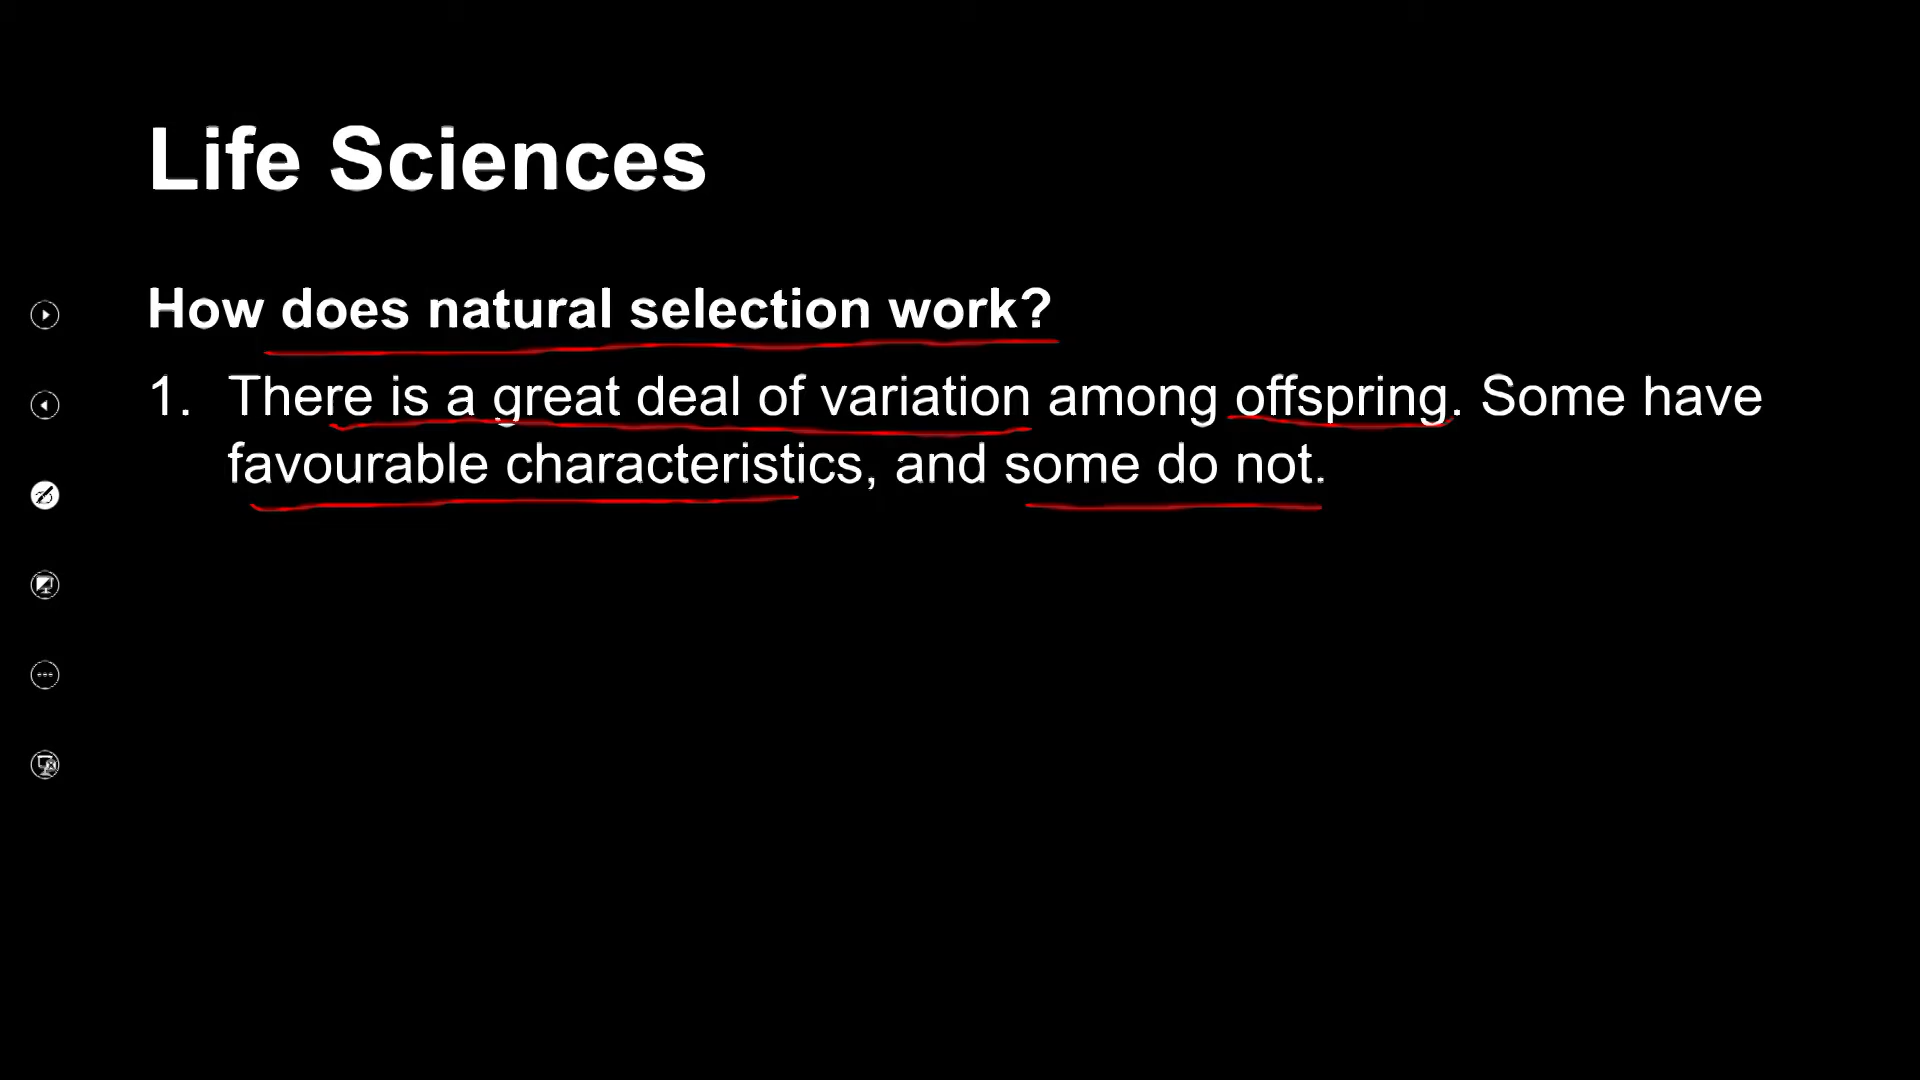 Life Sciences
How does natural selection work?
1. There is a great deal of variation among offspring. Some have
favourable characteristics, and some do not.